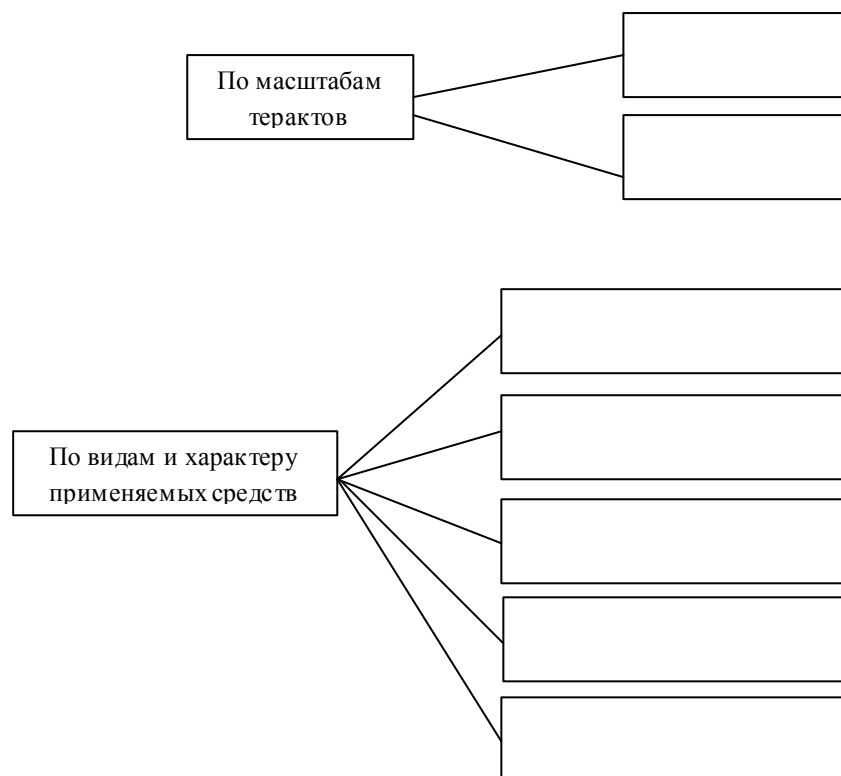 По масштабам
терактов
По видам и характеру
применяемых средств